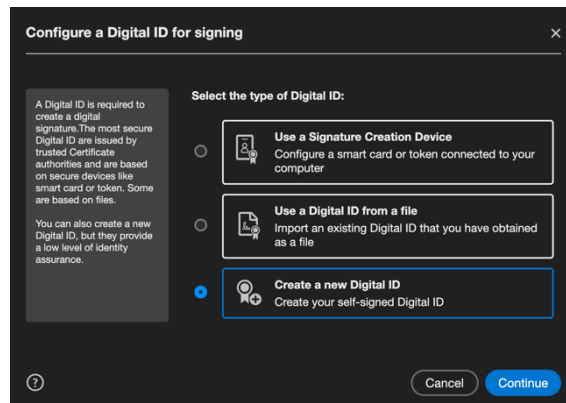 Configure a Digital ID for signing
A Digital ID is required to
create a digital
signature.The most secure
Digital ID are issued by
trusted Certificate
authorities and are based
on secure devices like
smart card or token. Some
are based on files.
You can also create a new
Digital ID, but they provide
a low level of identity
assurance.
Select the type of Digital ID:
Use a Signature Creation Device
Configure a smart card or token connected to your
computer
Use a Digital ID from a file
Import an existing Digital ID that you have obtained
as a file
Create a new Digital ID
Create your self-signed Digital ID
Cancel
Continue